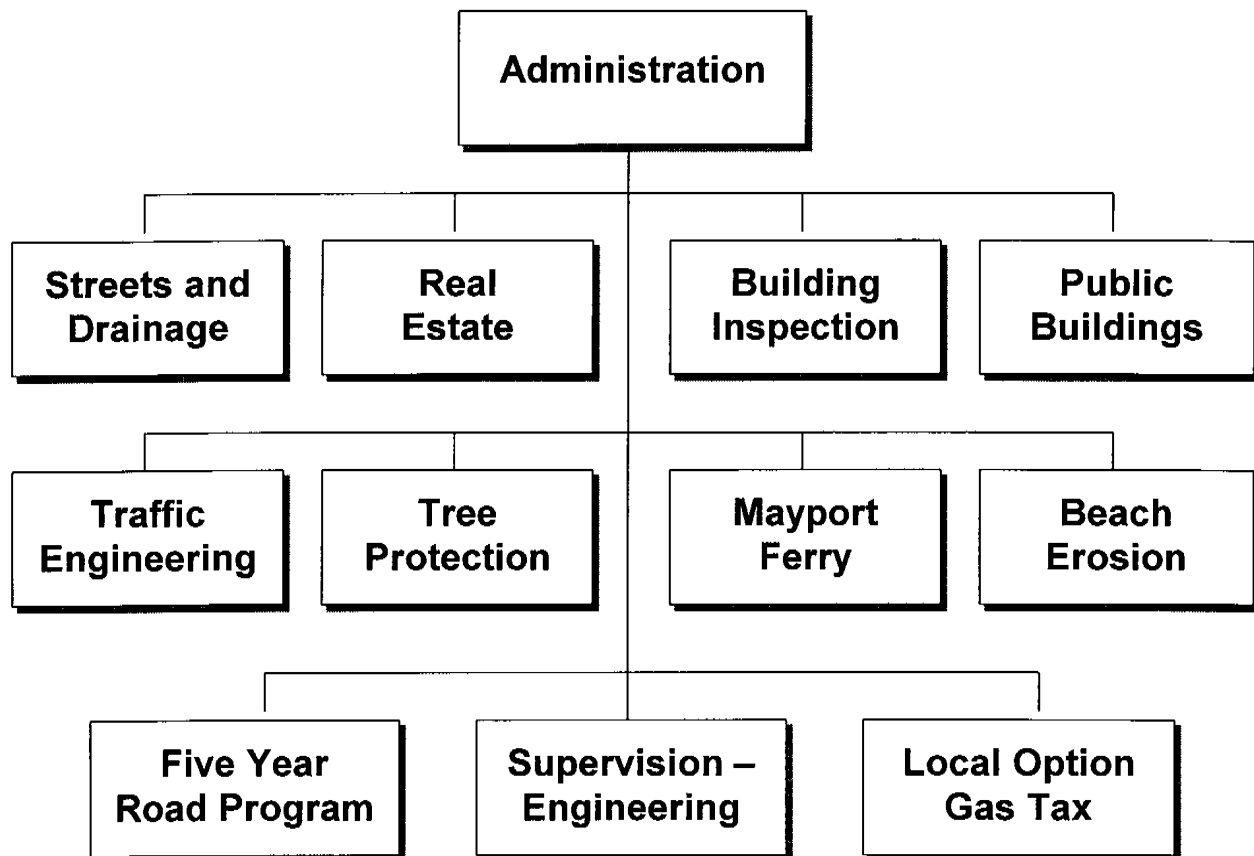 Administration
Streets and
Drainage
Real
Estate
Building
Inspection
Public
Buildings
Traffic
Engineering
Tree
Protection
Mayport
Ferry
Beach
Erosion
Five Year
Road Program
Supervision –
Engineering
Local Option
Gas Tax